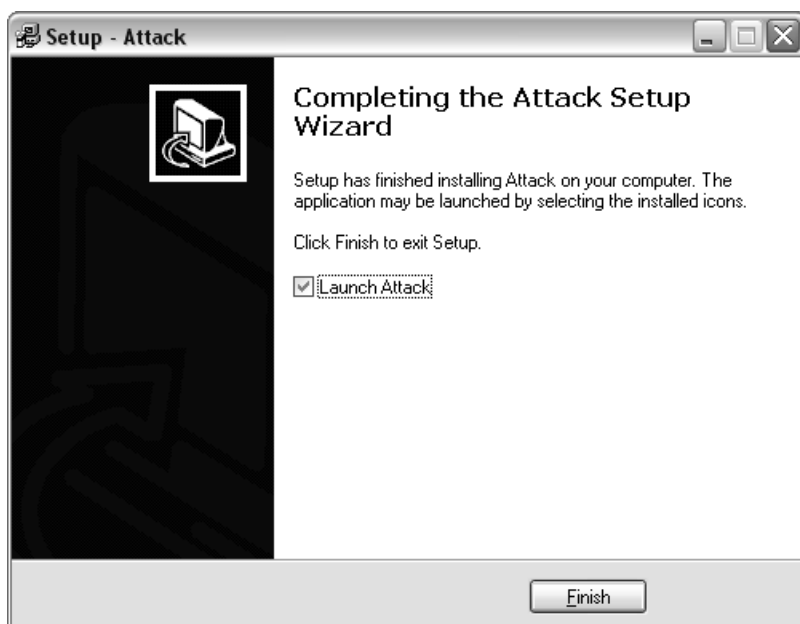 Setup - Attack
Completing the Attack Setup
Wizard
Setup has finished installing Attack on your computer. The
application may be launched by selecting the installed icons.
Click Finish to exit Setup.
Launch Attack
Finish